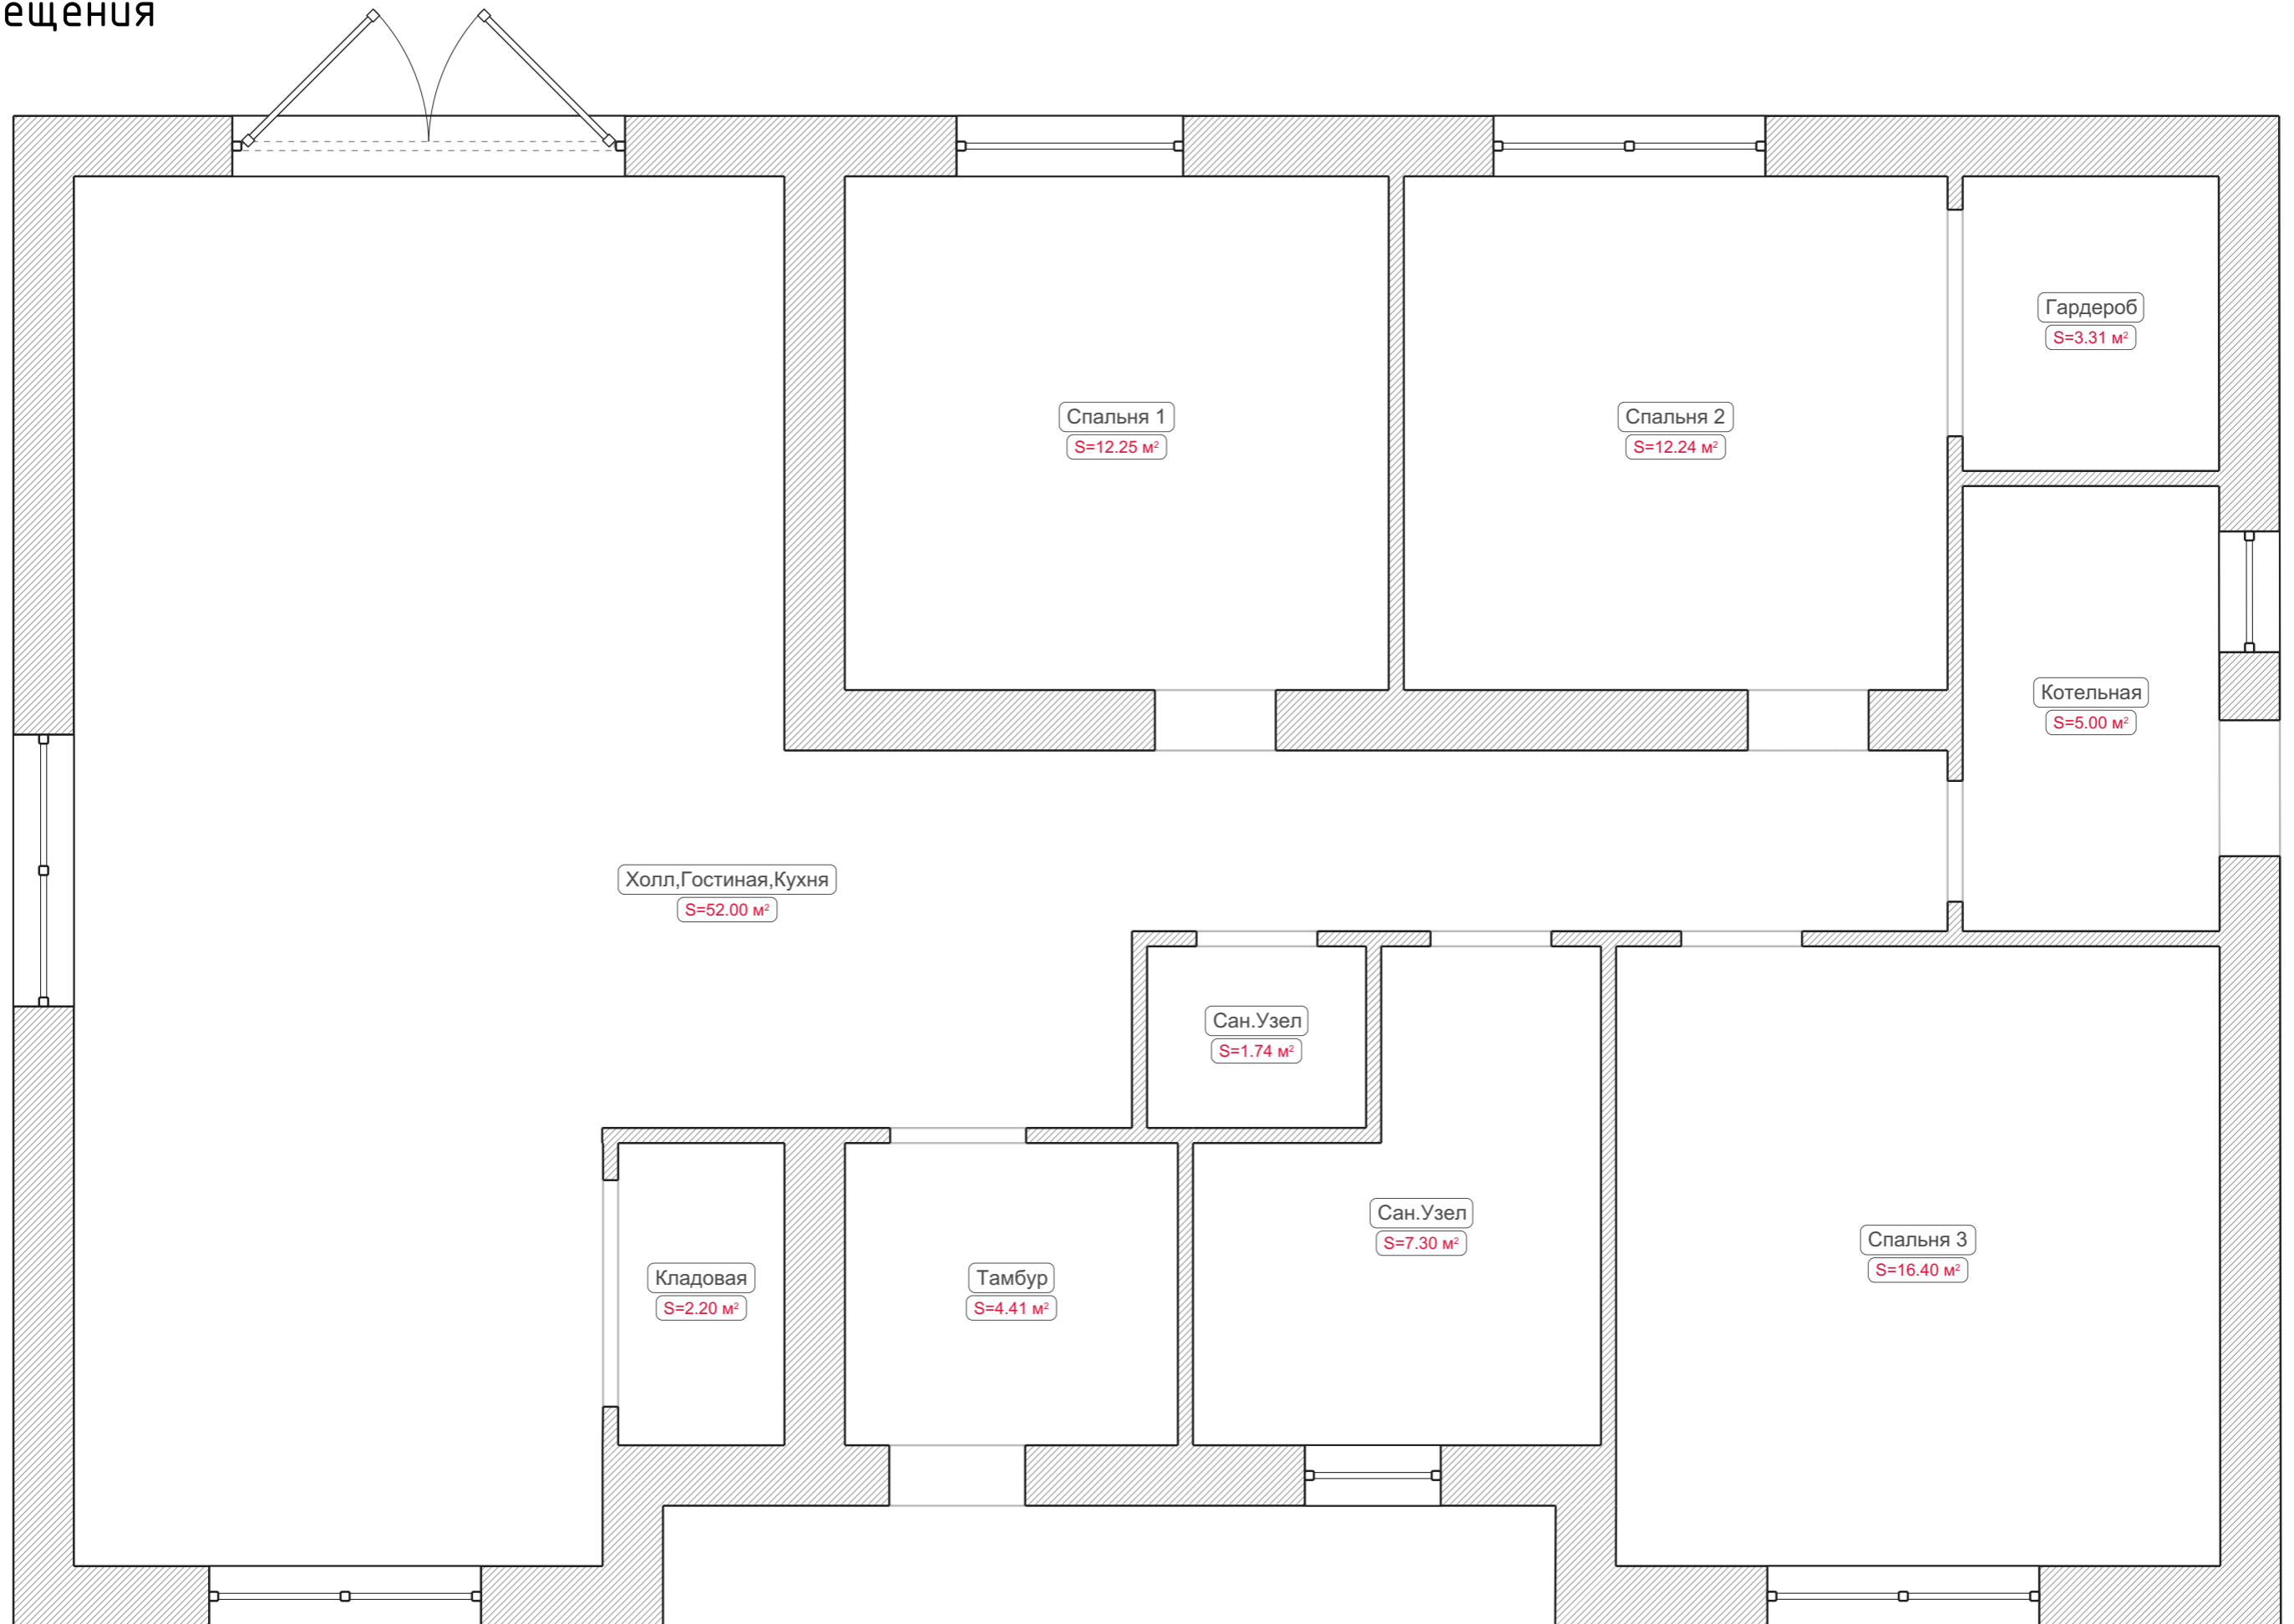 ещения
Гардероб
S=3.31 м²
Спальня 1
S=12.25 м²
Спальня 2
S=12.24 м²
Котельная
S=5.00 м²
Холл,Гостиная,Кухня
S=52.00 м²
Сан.Узел
S=1.74 м²
Сан.Узел
S=7.30 м²
Спальня 3
S=16.40 м²
Кладовая
S=2.20 м²
Тамбур
S=4.41 м²